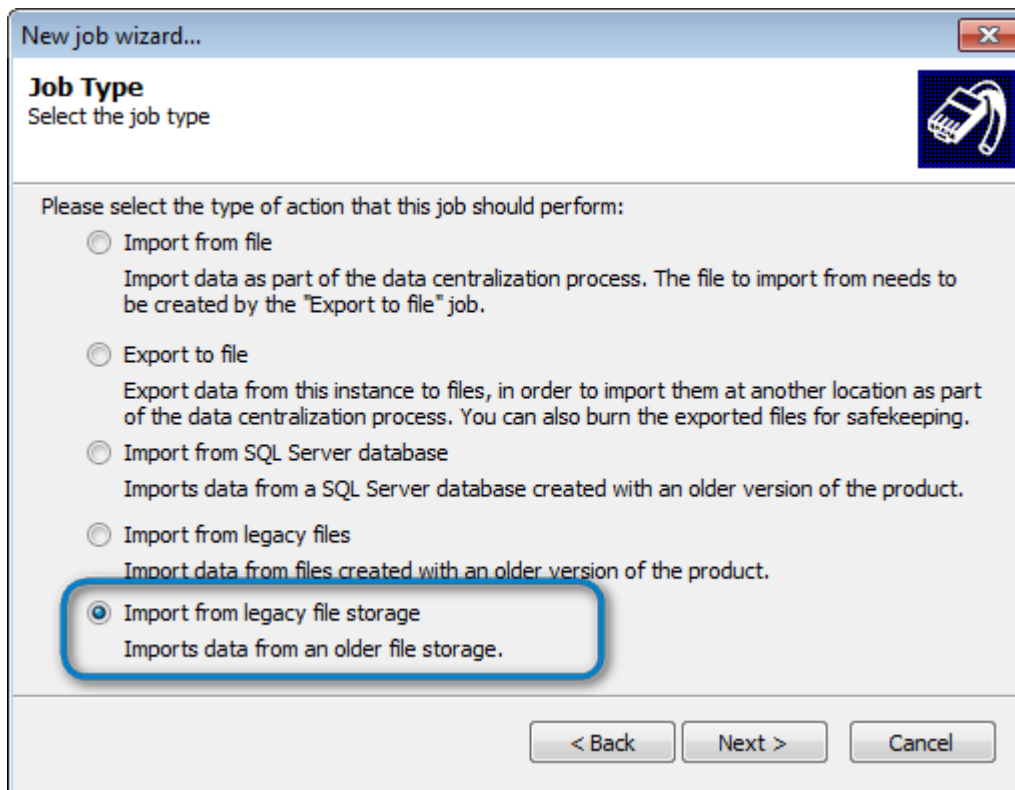 New job wizard...
Job Type
Select the job type
Please select the type of action that this job should perform:
Import from file
Import data as part of the data centralization process. The file to import from needs to
be created by the "Export to file" job.
Export to file
Export data from this instance to files, in order to import them at another location as part
of the data centralization process. You can also burn the exported files for safekeeping.
Import from SQL Server database
Imports data from a SQL Server database created with an older version of the product.
Import from legacy files
Import data from files created with an older version of the product.
Import from legacy file storage
Imports data from an older file storage.
< Back
Next >
Cancel